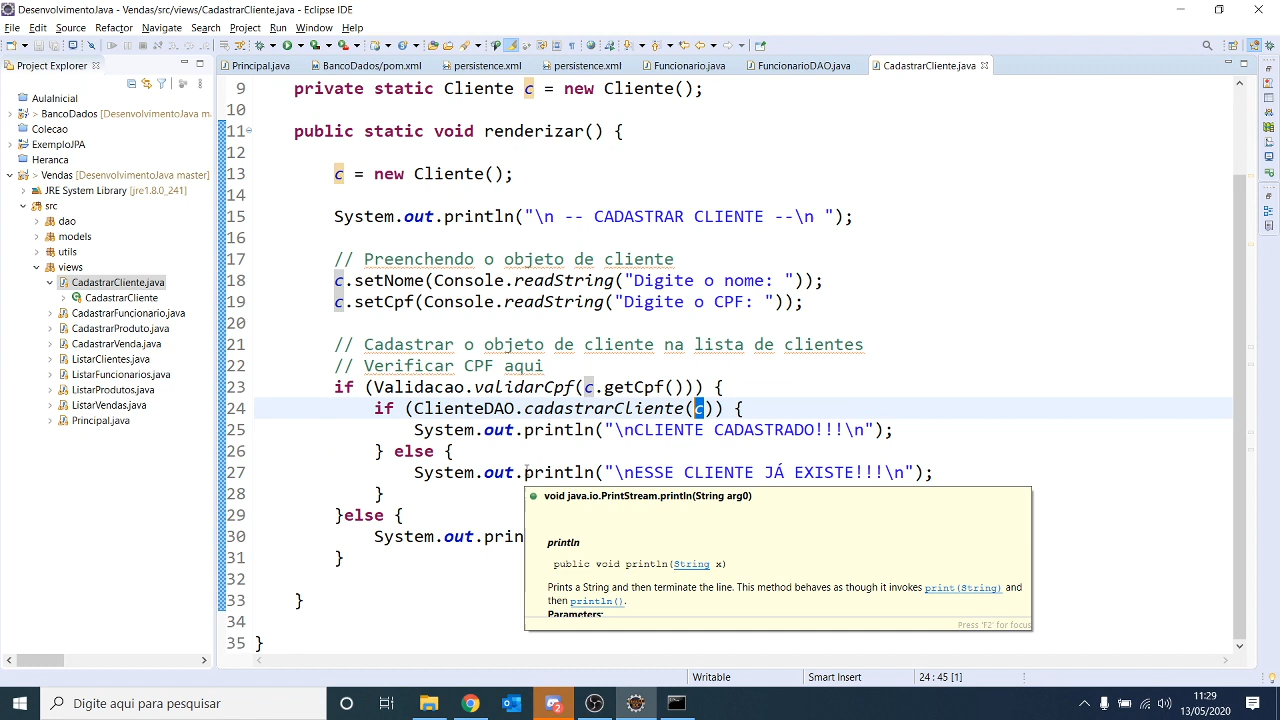 DesenvolvimentoJava - Vendas/src/views/CadastrarCliente.java - Eclipse IDE
File Edit Source Refactor Navigate Search Project Run Window Help
Project Explorer
Principal.java BancoDados/pom.xml persistence.xml persistence.xml Funcionario.java FuncionarioDAO.java CadastrarCliente.java
AulaInicial
> BancoDados [DesenvolvimentoJava m
Colecao
ExemploJPA
Heranca
> Vendas [DesenvolvimentoJava master]
JRE System Library [jre1.8.0_241]
src
dao
models
utils
views
CadastrarCliente.java
CadastrarCliente
CadastrarFuncionario.java
CadastrarProduto.java
CadastrarVenda.java
ListarClientes.java
ListarFuncionarios.java
ListarProdutos.java
ListarVendas.java
Principal.java
9 private static Cliente c = new Cliente();
10
11 public static void renderizar() {
12
13 c = new Cliente();
14
15 System.out.println("\n -- CADASTRAR CLIENTE --\n ");
16
17 // Preenchendo o objeto de cliente
18 c.setNome(Console.readString("Digite o nome: "));
19 c.setCpf(Console.readString("Digite o CPF: "));
20
21 // Cadastrar o objeto de cliente na lista de clientes
22 // Verificar CPF aqui
23 if (Validacao.validarCpf(c.getCpf())) {
24 if (ClienteDAO.cadastrarCliente(c)) {
25 System.out.println("\nCLIENTE CADASTRADO!!!\n");
26 } else {
27 System.out.println("\nESSE CLIENTE JÁ EXISTE!!!\n");
28 }
29 }else {
30 System.out.prin
31 }
32
33 }
34
35 }
void java.io.PrintStream.println(String arg0)
println
public void println(String x)
Prints a String and then terminate the line. This method behaves as though it invokes print(String) and
then println().
Parameters:
Press 'F2' for focus
Writable Smart Insert 24 : 45 [1]
Digite aqui para pesquisar
11:29
13/05/2020